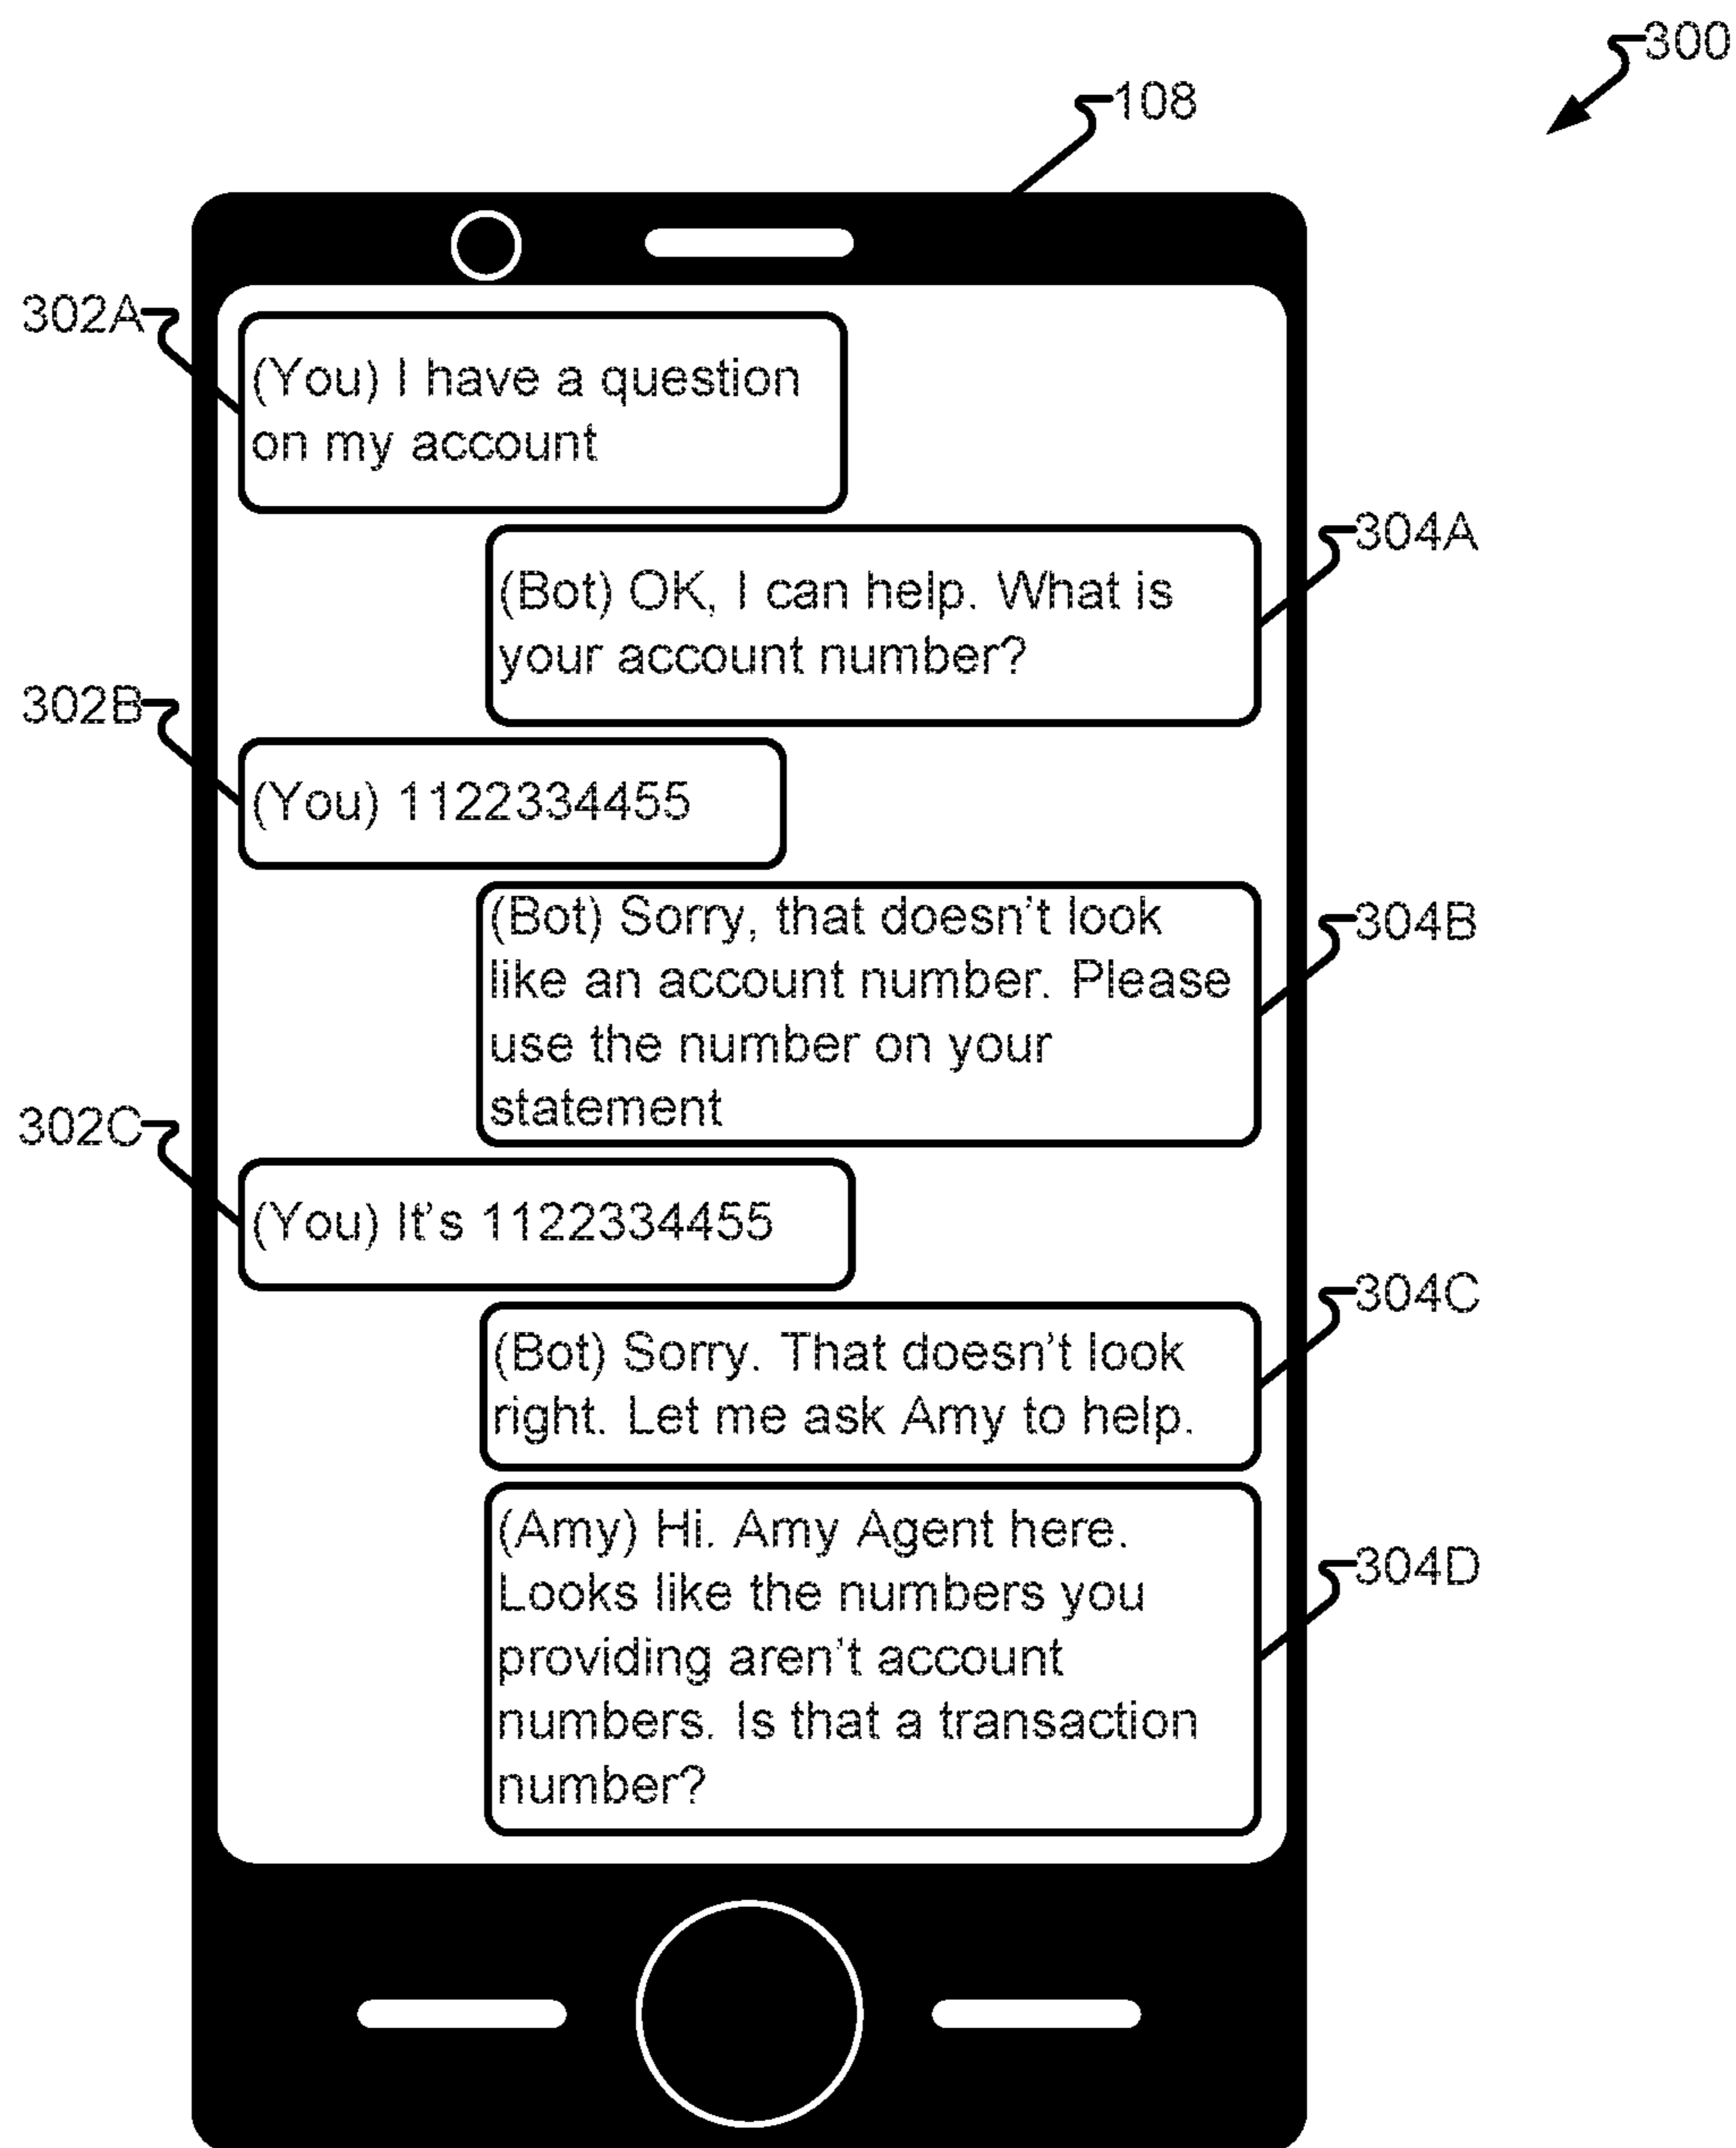 300
108
302A
(You) I have a question
on my account
304A
(Bot) OK, I can help. What is
your account number?
302B
(You) 1122334455
304B
(Bot) Sorry, that doesn't look
like an account number. Please
use the number on your
statement
302C
(You) It's 1122334455
304C
(Bot) Sorry. That doesn't look
right. Let me ask Amy to help.
304D
(Amy) Hi. Amy Agent here.
Looks like the numbers you
providing aren't account
numbers. Is that a transaction
number?